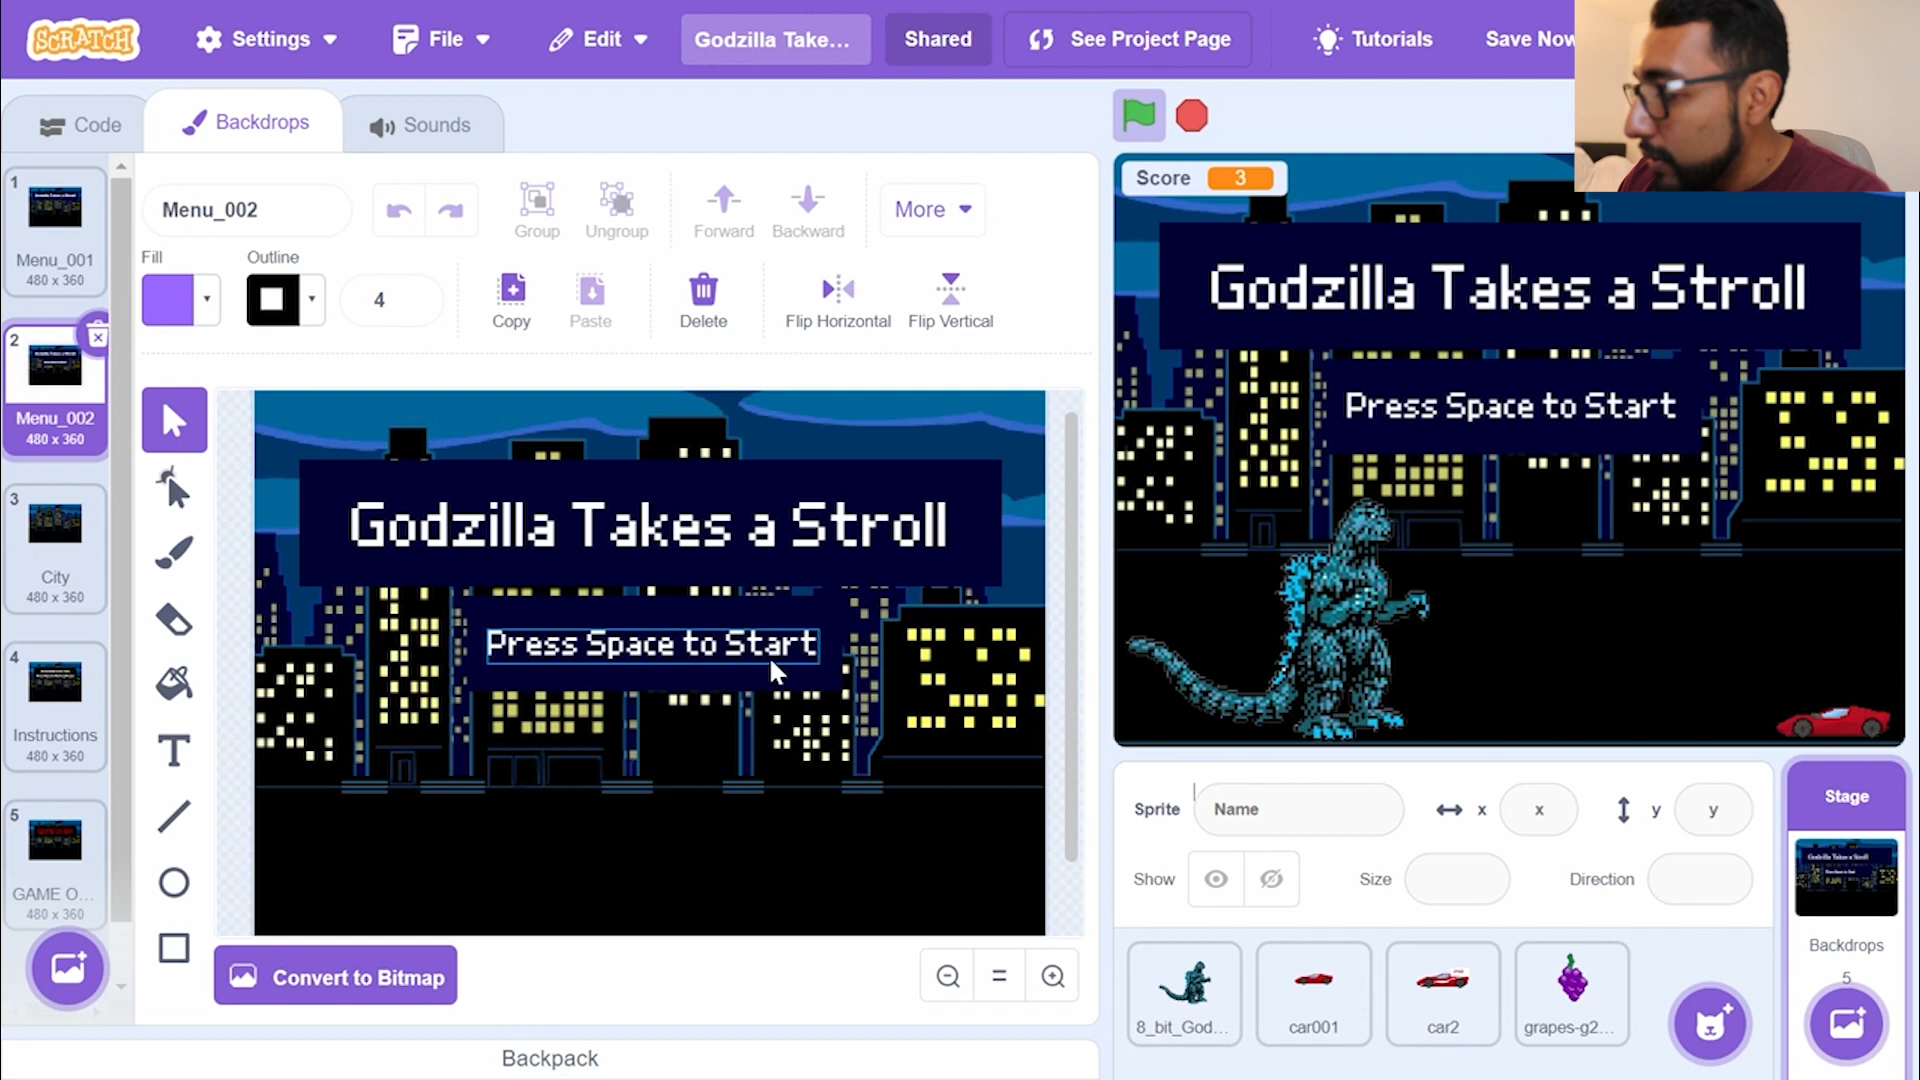 SCRATCH
Settings
File
Edit
Godzilla Take...
Shared
See Project Page
Tutorials
Save Now
Code
Backdrops
Sounds
1
Menu_001
480 x 360
2
Menu_002
480 x 360
3
City
480 x 360
4
Instructions
480 x 360
5
GAME O...
480 x 360
Menu_002
Group
Ungroup
Forward
Backward
More
Fill
Outline
4
Copy
Paste
Delete
Flip Horizontal
Flip Vertical
Godzilla Takes a Stroll
Press Space to Start
T
Convert to Bitmap
=
Backpack
Score 3
Godzilla Takes a Stroll
Press Space to Start
Sprite
Name
x
x
y
y
Show
Size
Direction
8_bit_God...
car001
car2
grapes-g2...
Stage
Godzilla Takes a Stroll
Backdrops
5